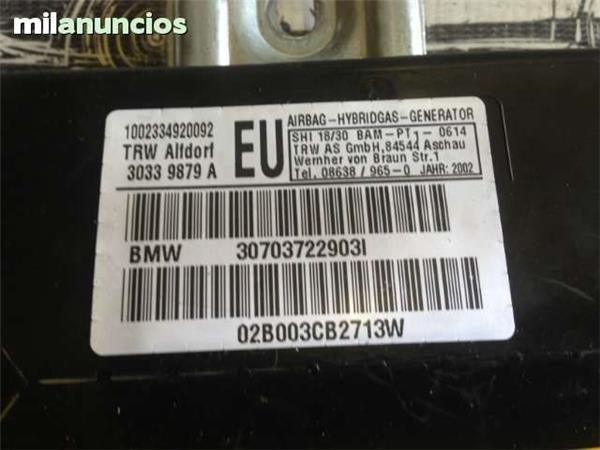 milanuncios
1002334920092
TRW Alfdorf
3033 9879 A
EU
AIRBAG-HYBRIDGAS-GENERATOR
SHI 18/30 BAM-PT1- 0614
TRW AS GmbH,84544 Aschau
Wernher von Braun Str.1
Tel. 08638 / 965-0 JAHR: 2002
BMW 30703722903I
02B003CB2713W